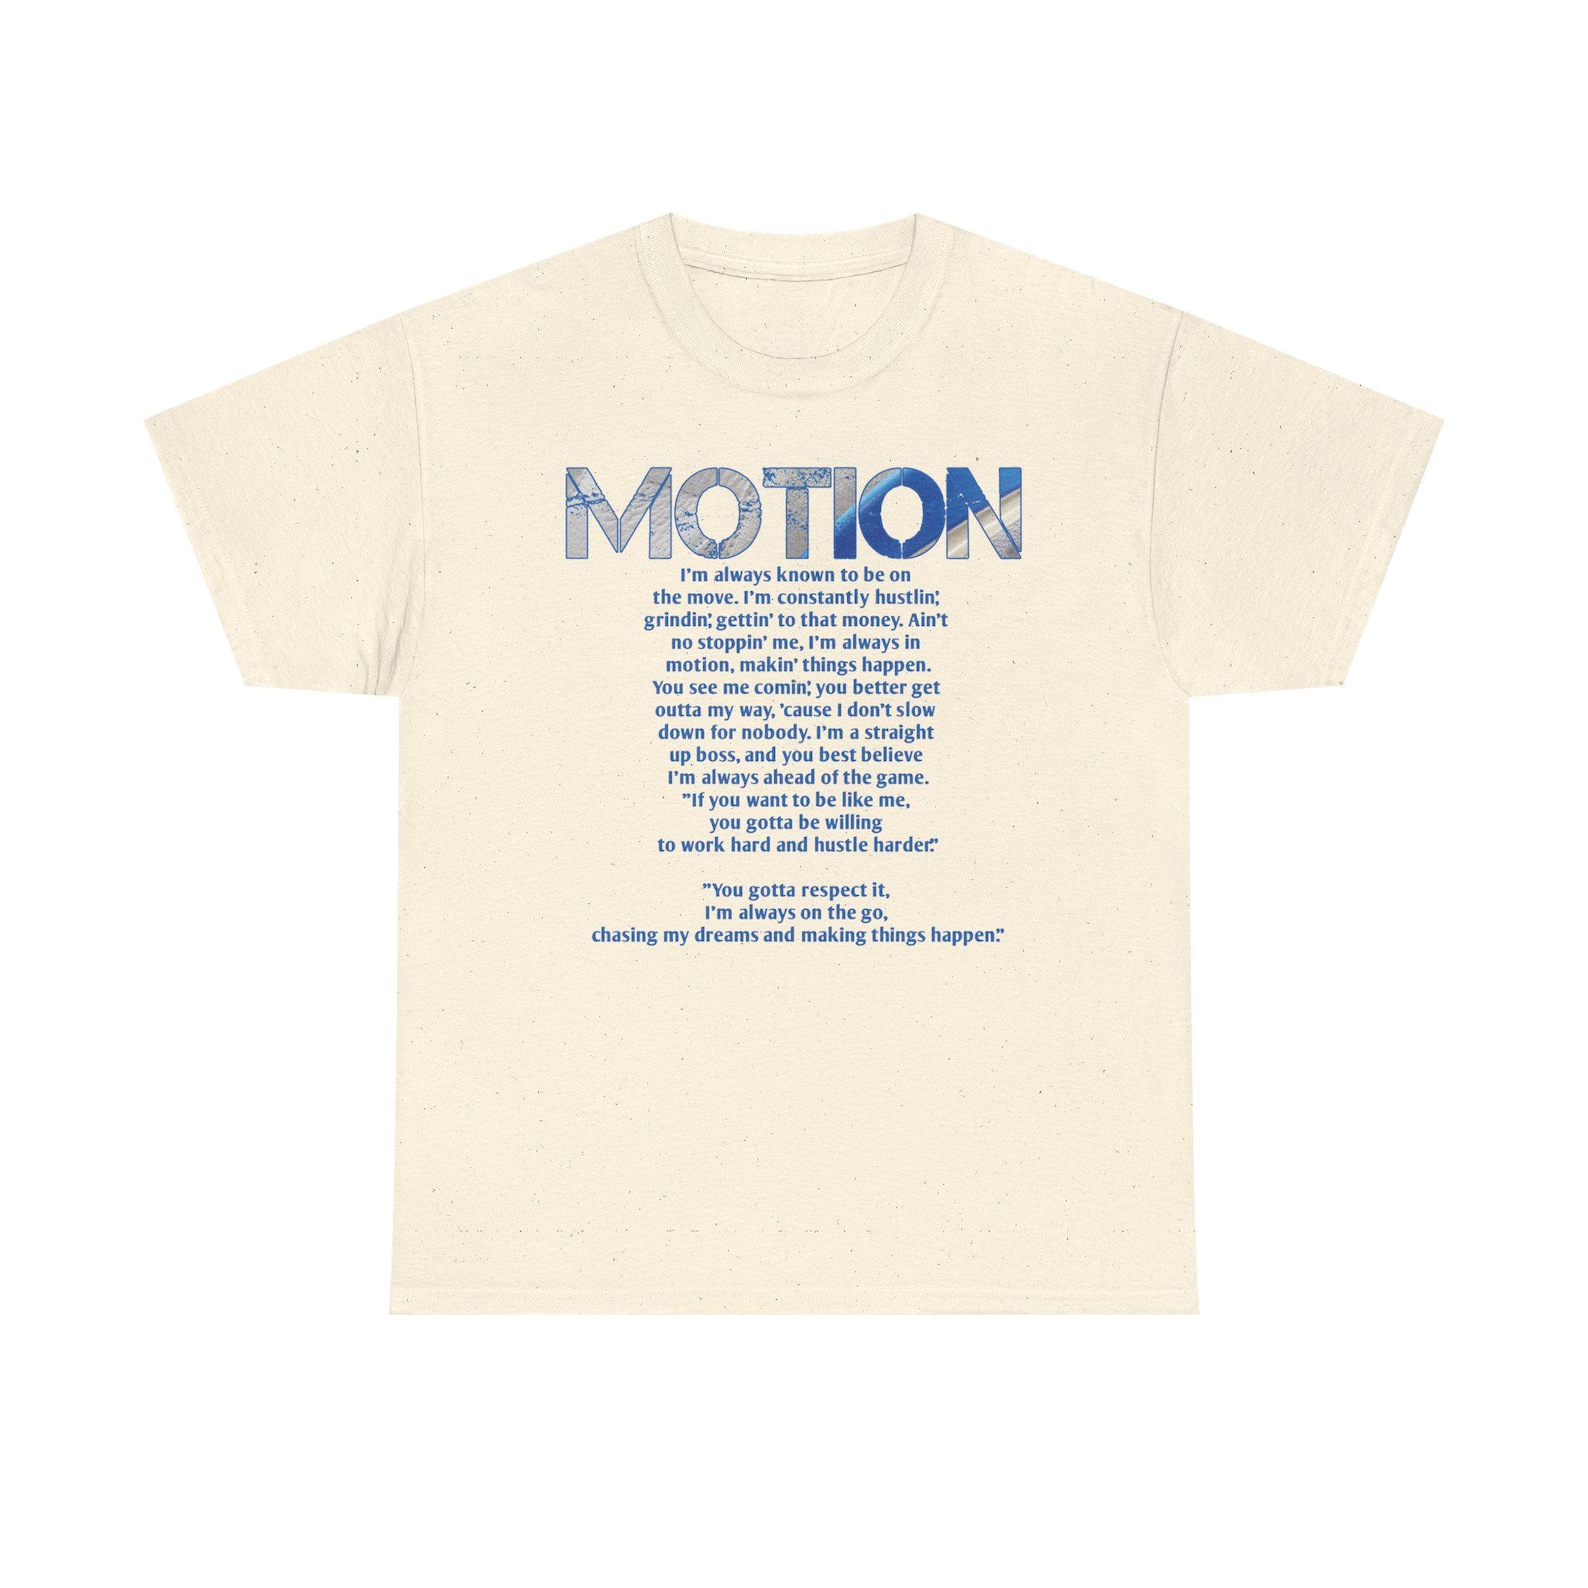 MOTION
I'm always known to be on
the move. I'm constantly hustlin',
grindin', gettin' to that money. Ain't
no stoppin' me, I'm always in
motion, makin' things happen.
You see me comin', you better get
outta my way, 'cause I don't slow
down for nobody. I'm a straight
up boss, and you best believe
I'm always ahead of the game.
”If you want to be like me,
you gotta be willing
to work hard and hustle harder.”
”You gotta respect it,
I'm always on the go,
chasing my dreams and making things happen.”